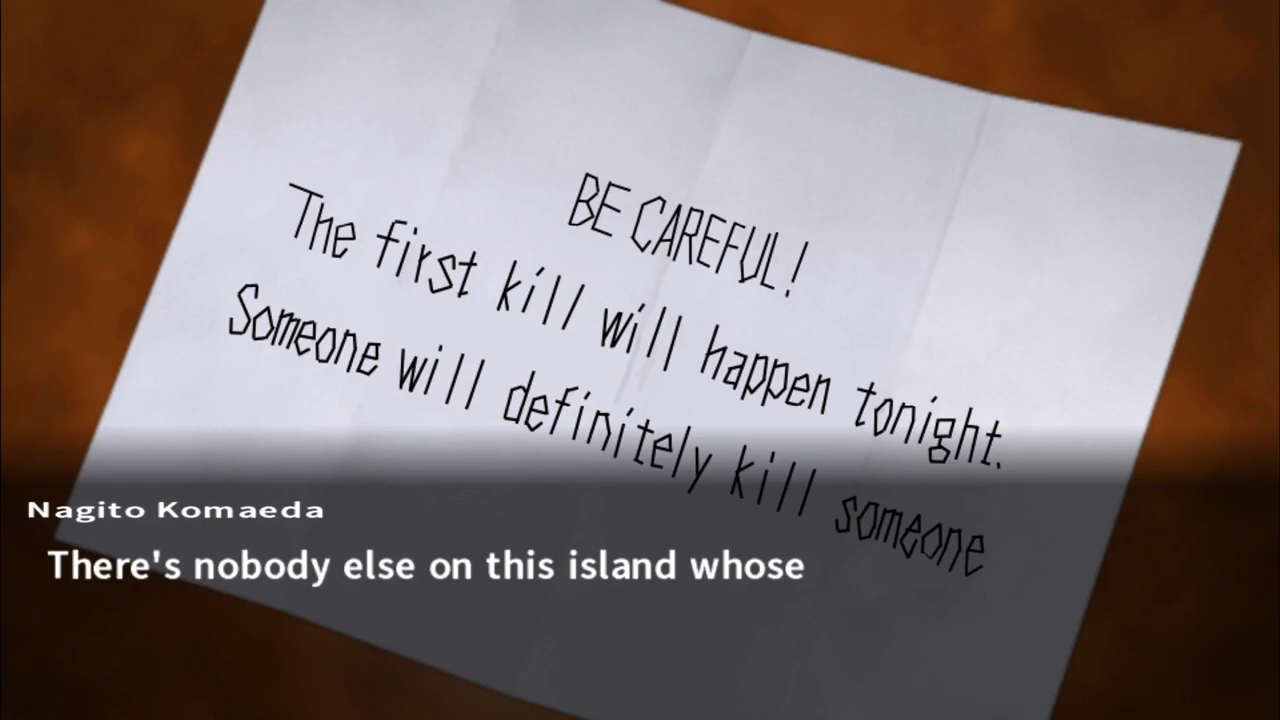 BE CAREFUL!
The first kill will happen tonight.
Someone will definitely kill someone
Nagito Komaeda
There's nobody else on this island whose